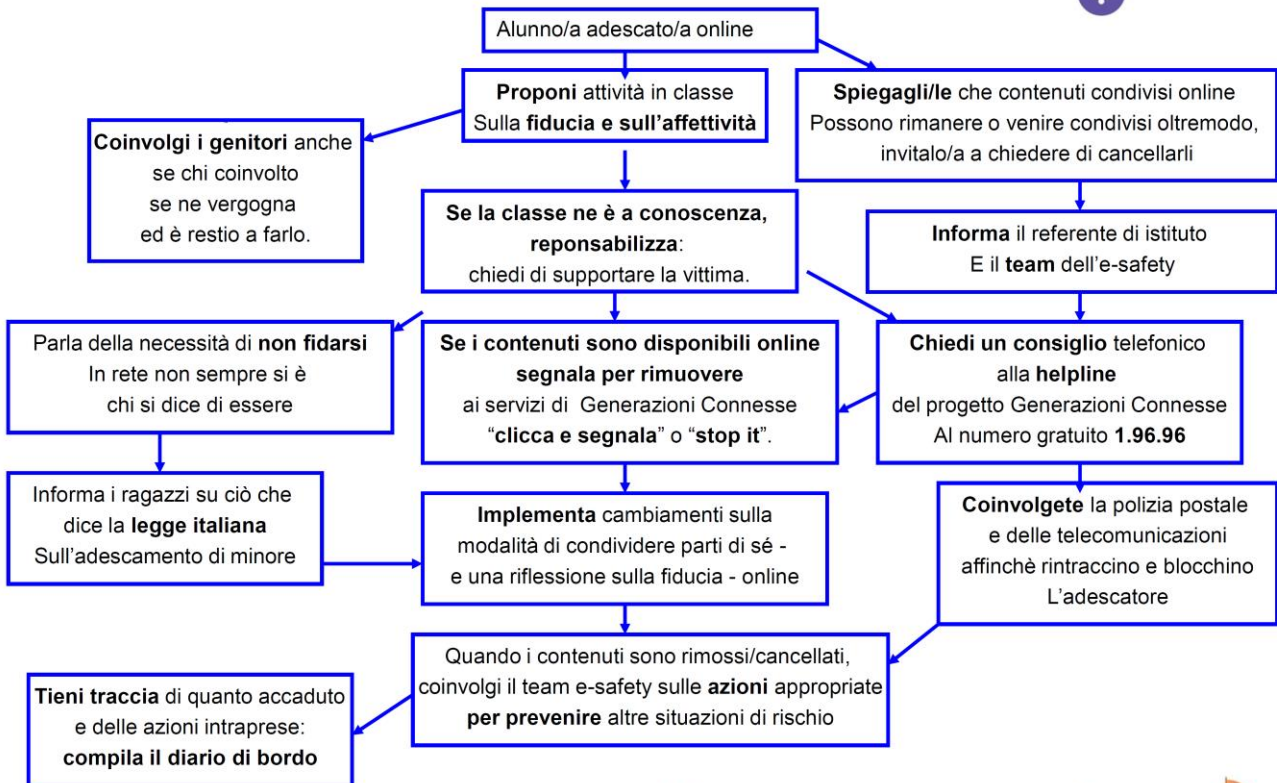 Alunno/a adescato/a online
Proponi attività in classe
Sulla fiducia e sull'affettività
Spiegagli/le che contenuti condivisi online
Possono rimanere o venire condivisi oltremodo,
invitalo/a a chiedere di cancellarli
Coinvolgi i genitori anche
se chi coinvolto
se ne vergogna
ed è restio a farlo.
Se la classe ne è a conoscenza,
reponsabilizza:
chiedi di supportare la vittima.
Informa il referente di istituto
E il team dell'e-safety
Parla della necessità di non fidarsi
In rete non sempre si è
chi si dice di essere
Se i contenuti sono disponibili online
segnala per rimuovere
ai servizi di Generazioni Connesse
“clicca e segnala” o “stop it”.
Chiedi un consiglio telefonico
alla helpline
del progetto Generazioni Connesse
Al numero gratuito 1.96.96
Informa i ragazzi su ciò che
dice la legge italiana
Sull'adescamento di minore
Implementa cambiamenti sulla
modalità di condividere parti di sé -
e una riflessione sulla fiducia - online
Coinvolgete la polizia postale
e delle telecomunicazioni
affinchè rintraccino e blocchino
L'adescatore
Quando i contenuti sono rimossi/cancellati,
coinvolgi il team e-safety sulle azioni appropriate
per prevenire altre situazioni di rischio
Tieni traccia di quanto accaduto
e delle azioni intraprese:
compila il diario di bordo